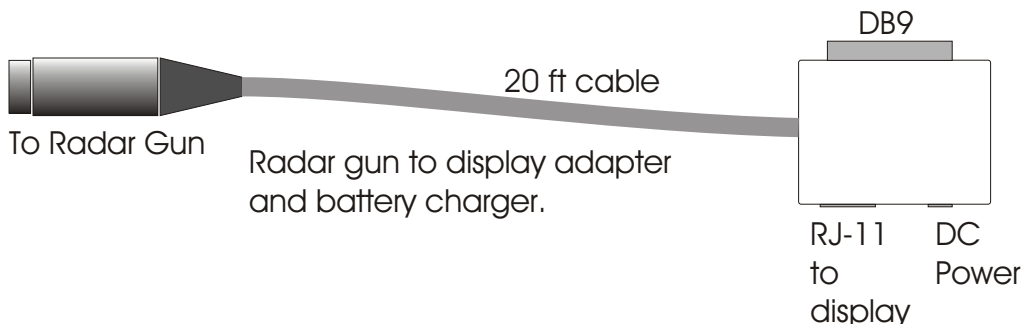 DB9
20 ft cable
To Radar Gun
Radar gun to display adapter
and battery charger.
RJ-11
to
display
DC
Power